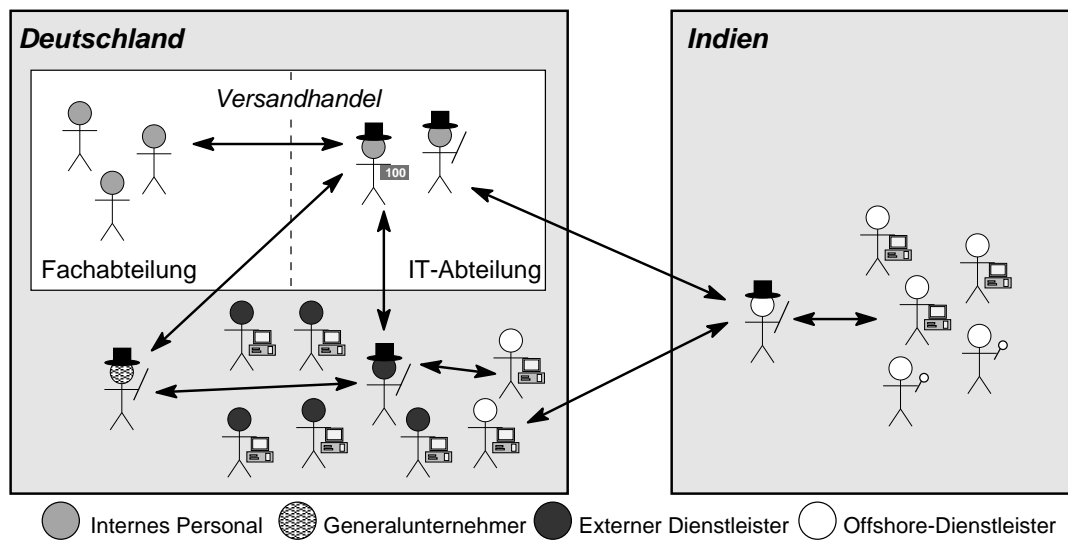 Deutschland
Indien
Versandhandel
100
Fachabteilung
IT-Abteilung
Internes Personal
Generalunternehmer
Externer Dienstleister
Offshore-Dienstleister